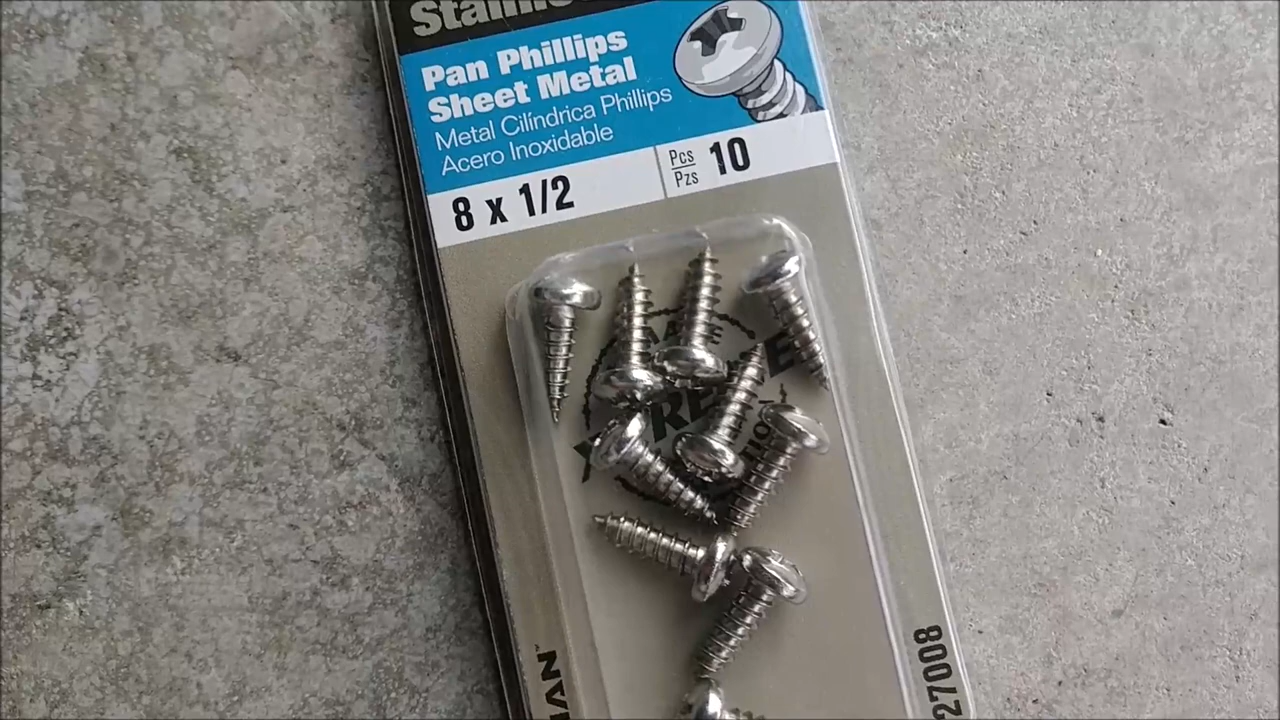 Pan Phillips
Sheet Metal
Metal Cilíndrica Phillips
Acero Inoxidable
8 x 1/2
Pcs
Pzs
10
27008